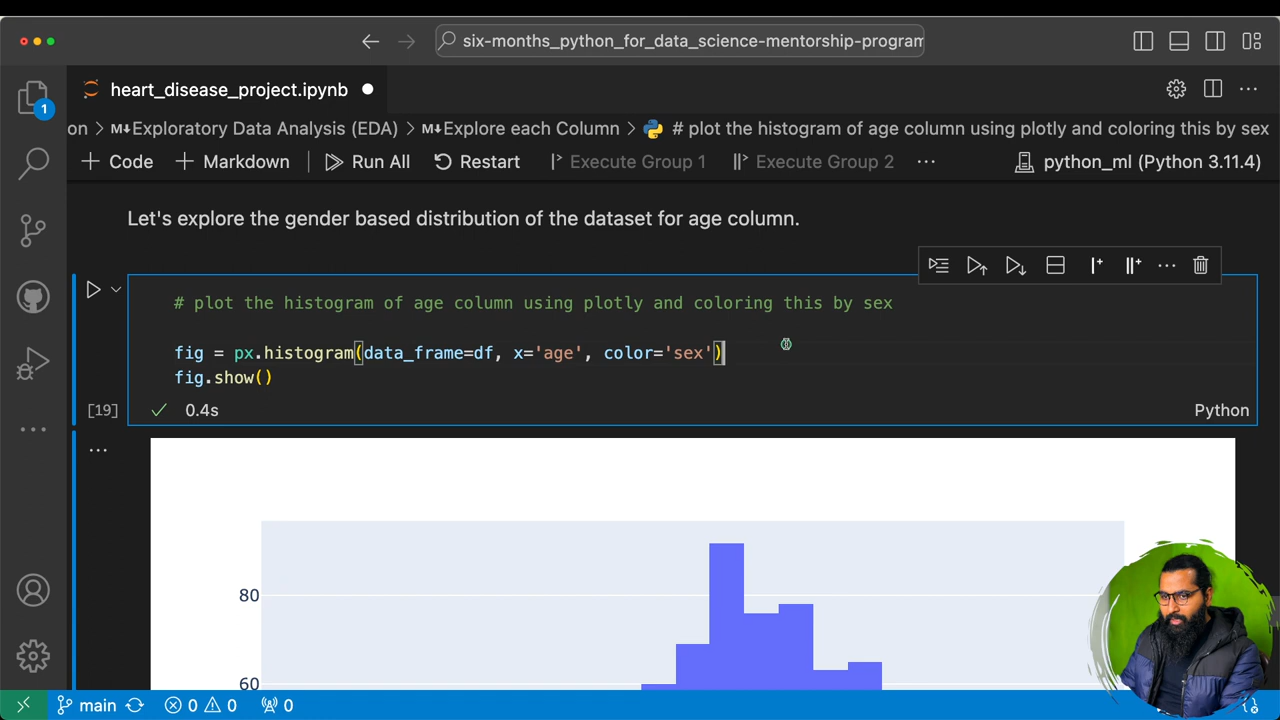 six-months_python_for_data_science-mentorship-program
1
heart_disease_project.ipynb
on > Exploratory Data Analysis (EDA) > Explore each Column > # plot the histogram of age column using plotly and coloring this by sex
+ Code + Markdown | Run All Restart Execute Group 1 Execute Group 2 ... python_ml (Python 3.11.4)
Let's explore the gender based distribution of the dataset for age column.
# plot the histogram of age column using plotly and coloring this by sex
fig = px.histogram(data_frame=df, x='age', color='sex')
fig.show()
[19] 0.4s Python
80
60
main 0 0 0